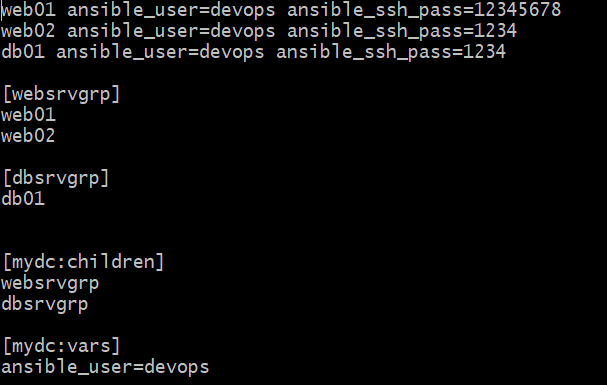 web01 ansible_user=devops ansible_ssh_pass=12345678
web02 ansible_user=devops ansible_ssh_pass=1234
db01 ansible_user=devops ansible_ssh_pass=1234
[websrvgrp]
web01
web02
[dbsrvgrp]
db01
[mydc:children]
websrvgrp
dbsrvgrp
[mydc:vars]
ansible_user=devops